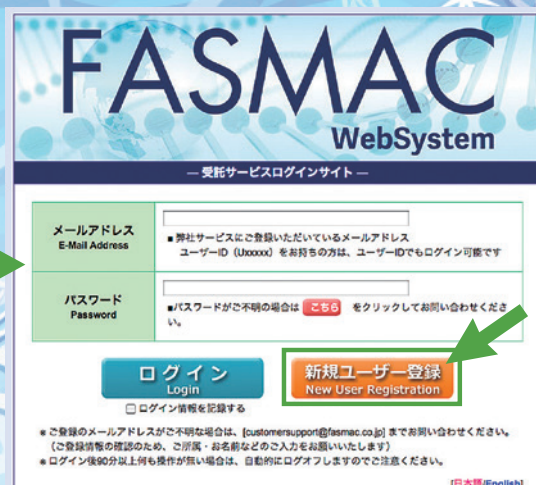 FASMAC
WebSystem
― 受託サービスログインサイト ―
メールアドレス
E-Mail Address
■ 弊社サービスにご登録いただいているメールアドレス
ユーザーID（Uxxxxx）をお持ちの方は、ユーザーIDでもログイン可能です
パスワード
Password
■パスワードがご不明の場合は こちら をクリックしてお問い合わせくださ
い。
ログイン
Login
新規ユーザー登録
New User Registration
ログイン情報を記録する
※ ご登録のメールアドレスがご不明な場合は、[customersupport@fasmac.co.jp] までお問い合わせください。
（ご登録情報の確認のため、ご所属・お名前などのご入力をお願いいたします）
※ ログイン後90分以上何も操作が無い場合は、自動的にログオフしますのでご注意ください。
[日本語/English]